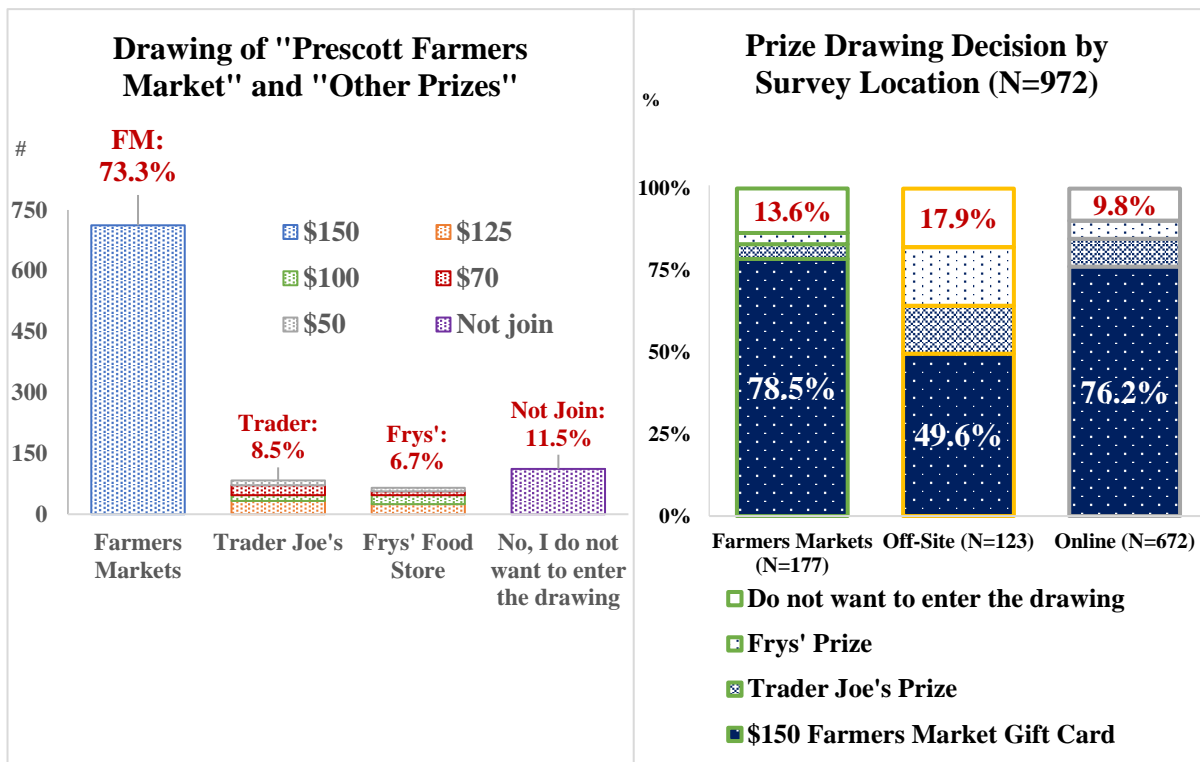 Drawing of "Prescott Farmers
Market" and "Other Prizes"
#
FM:
73.3%
750
600
450
300
150
0
$150
$125
$100
$70
$50
Not join
Trader:
8.5%
Frys':
6.7%
Not Join:
11.5%
Farmers
Markets
Trader Joe's
Frys' Food
Store
No, I do not
want to enter
the drawing
Prize Drawing Decision by
Survey Location (N=972)
%
100%
75%
50%
25%
0%
13.6%
17.9%
9.8%
78.5%
49.6%
76.2%
Farmers Markets
(N=177)
Off-Site (N=123)
Online (N=672)
Do not want to enter the drawing
Frys' Prize
Trader Joe's Prize
$150 Farmers Market Gift Card